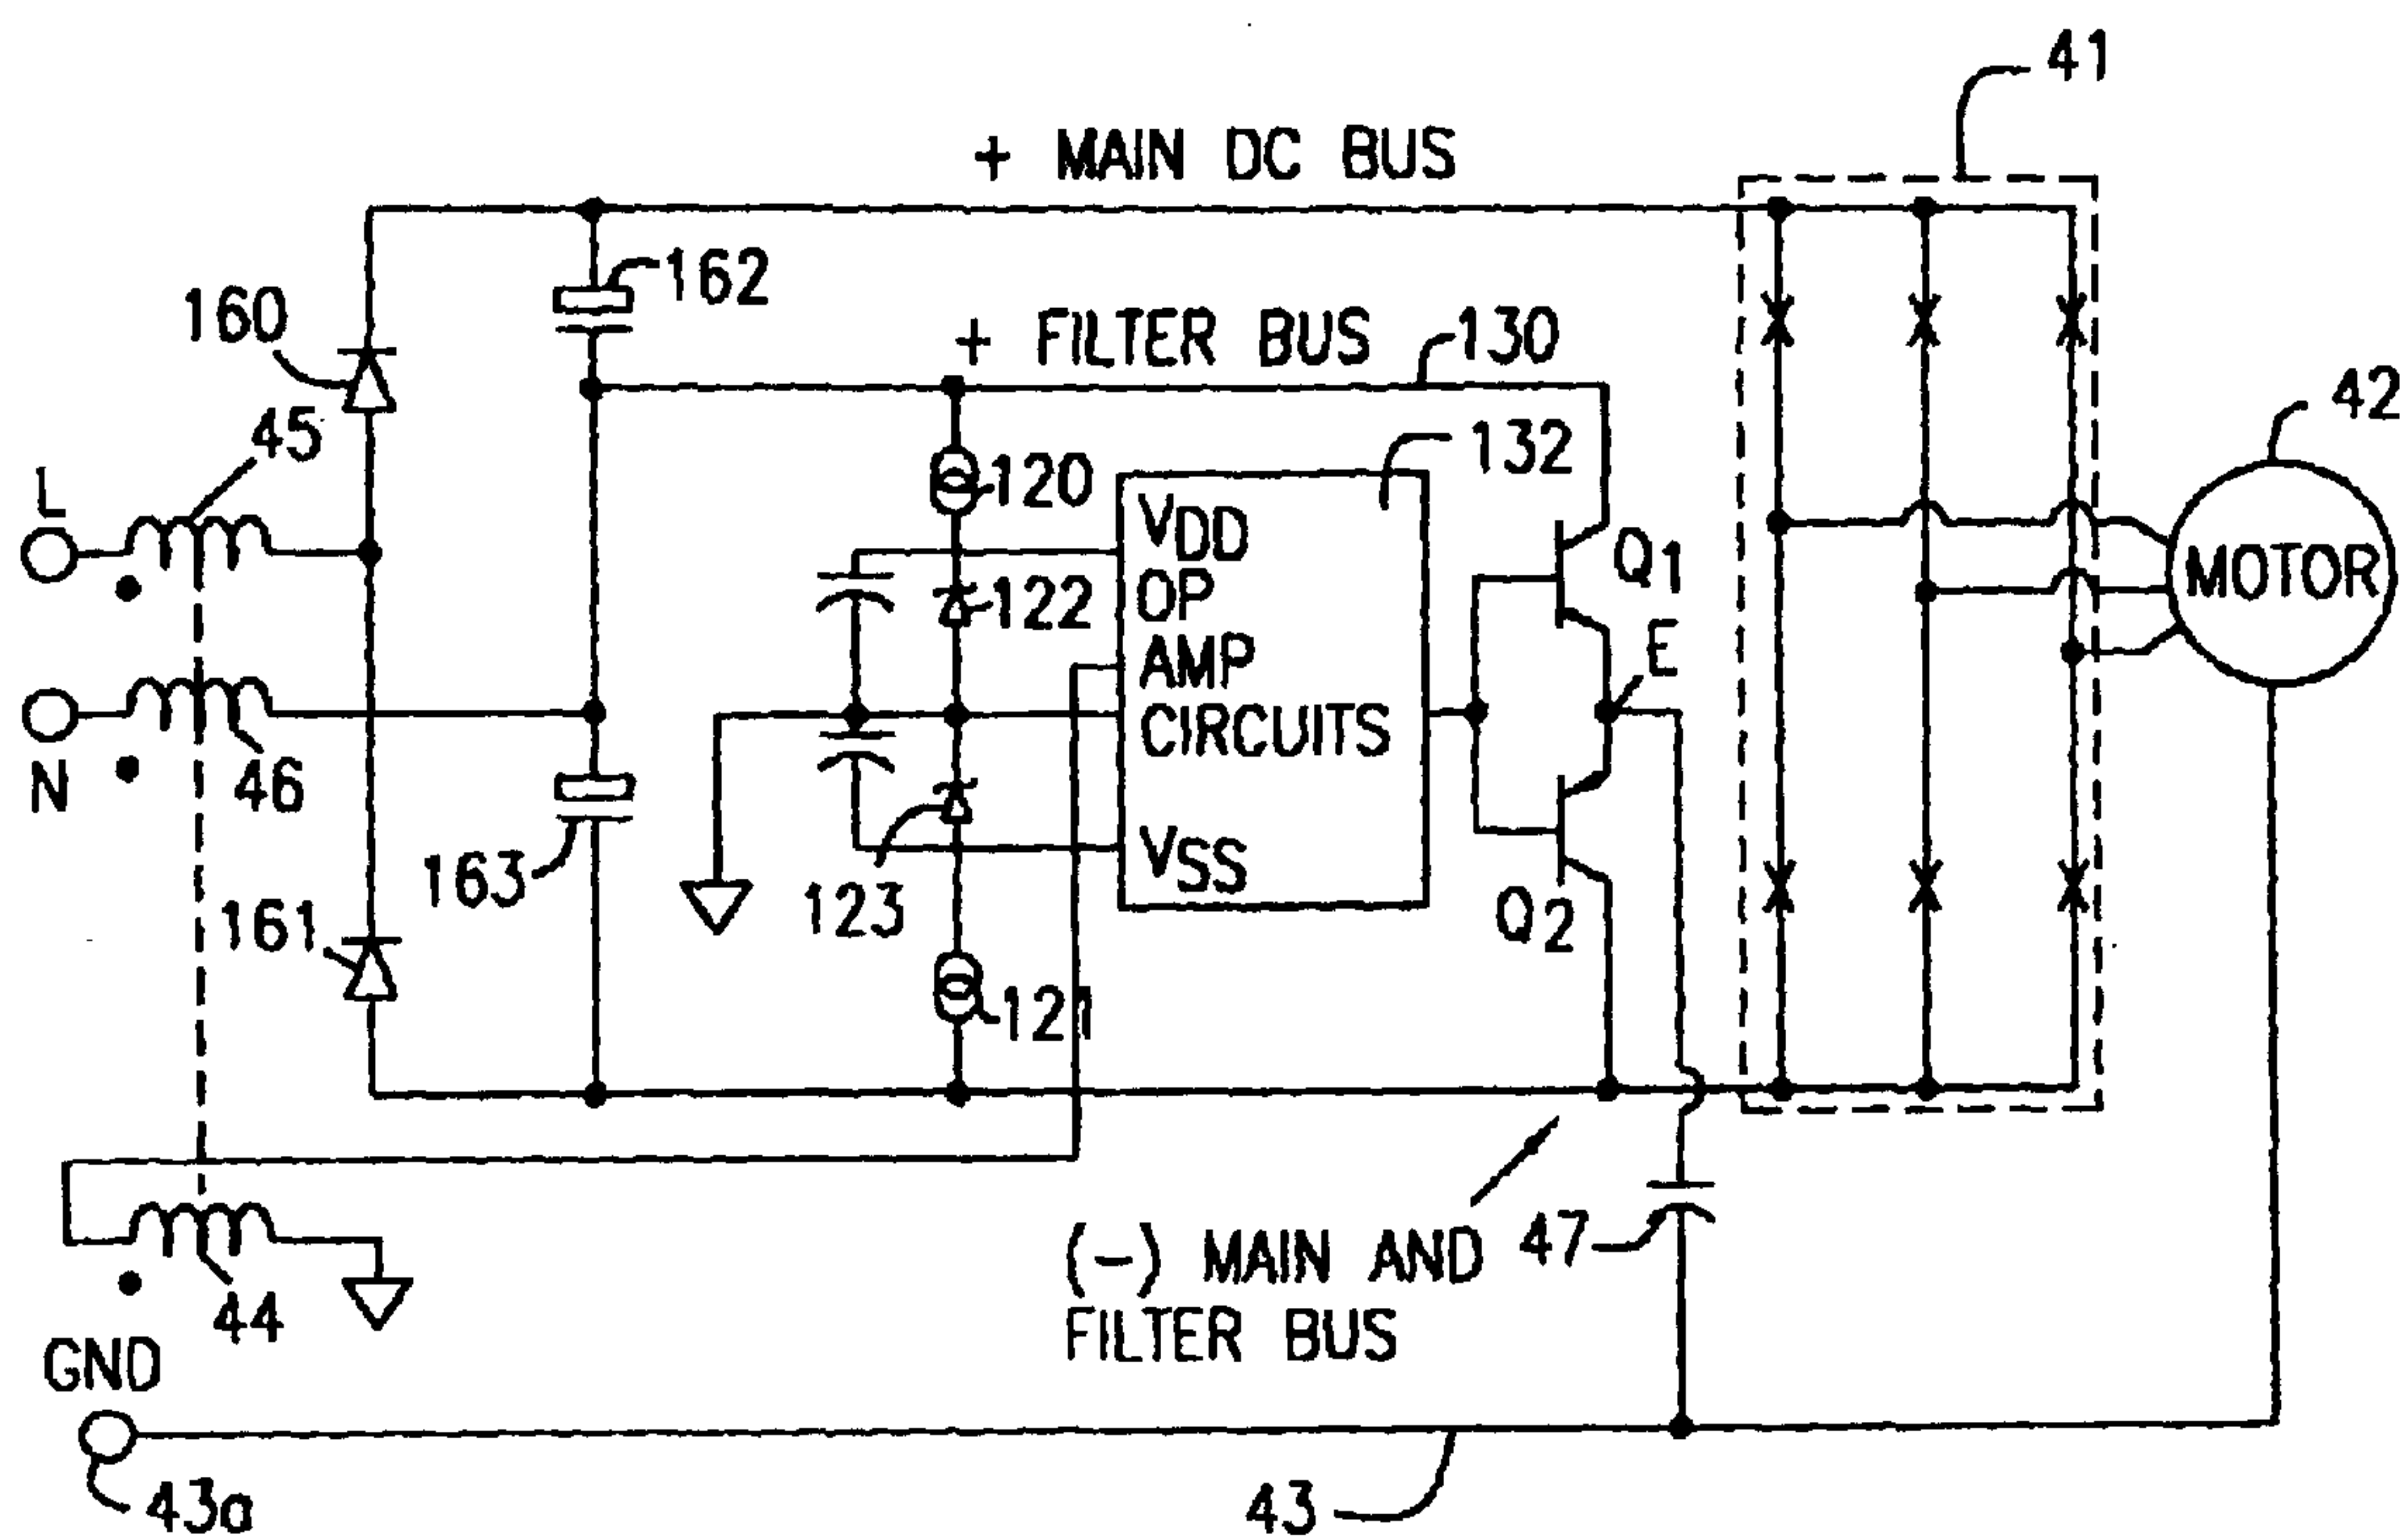 41
+ MAIN DC BUS
162
160
+ FILTER BUS
130
42
45
132
L
120
VDD
Q1
OP
122
MOTOR
AMP
E
CIRCUITS
N
46
163
VSS
123
Q2
161
121
(-) MAIN AND
FILTER BUS
47
44
GND
43a
43